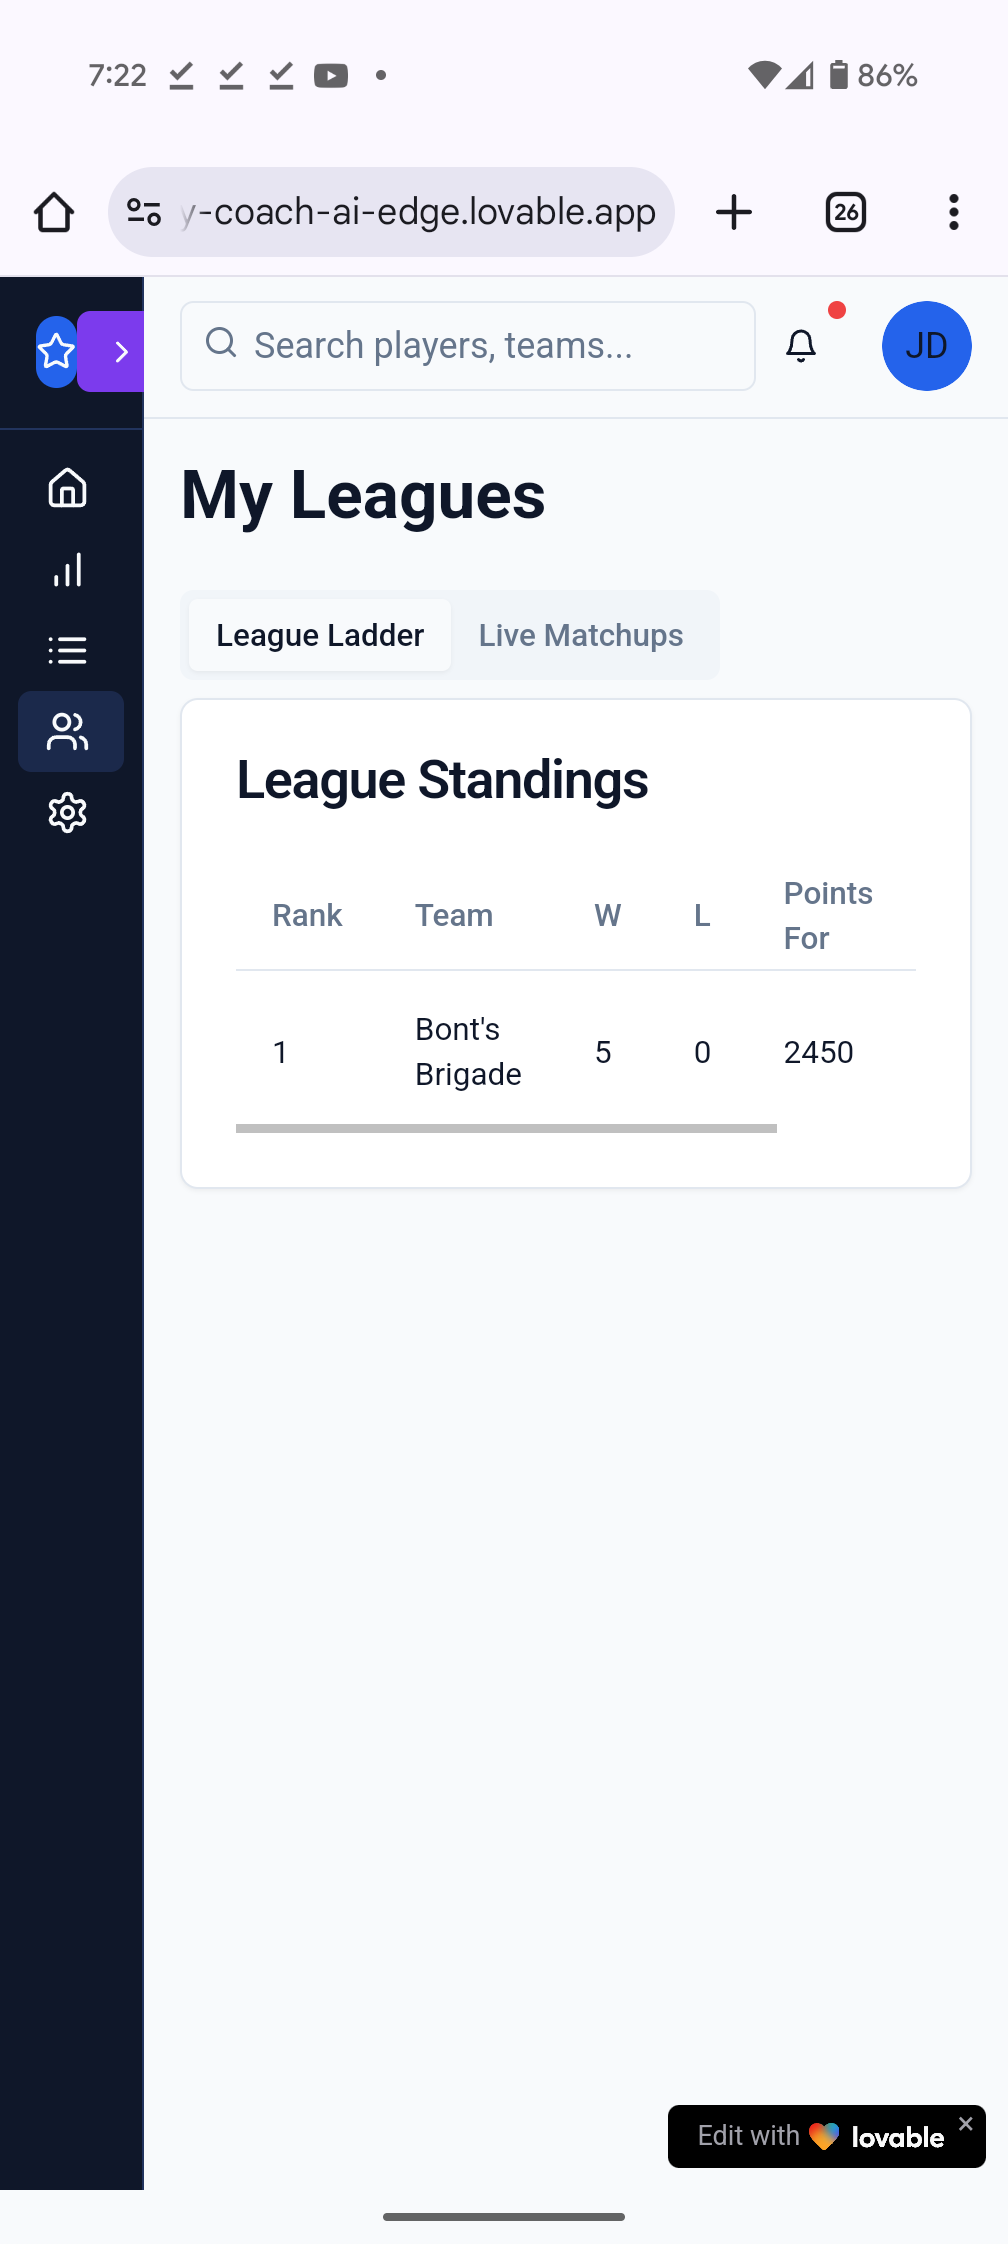 7:22
86%
y-coach-ai-edge.lovable.app
26
Search players, teams...
JD
My Leagues
League Ladder
Live Matchups
League Standings
Rank Team W L Points For
1 Bont's Brigade 5 0 2450
Edit with lovable